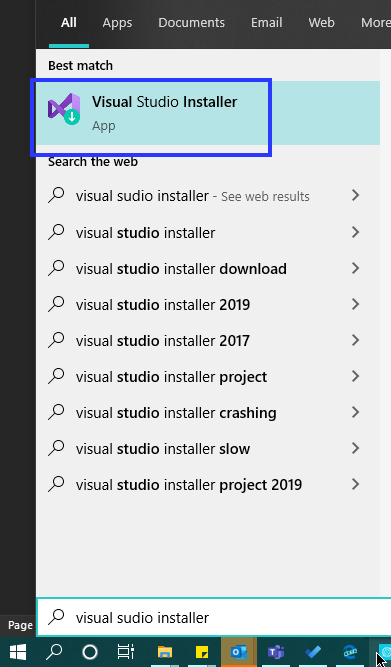 All Apps Documents Email Web More
Best match
Visual Studio Installer
App
Search the web
visual sudio installer - See web results
visual studio installer
visual studio installer download
visual studio installer 2019
visual studio installer 2017
visual studio installer project
visual studio installer crashing
visual studio installer slow
visual studio installer project 2019
Page
visual sudio installer